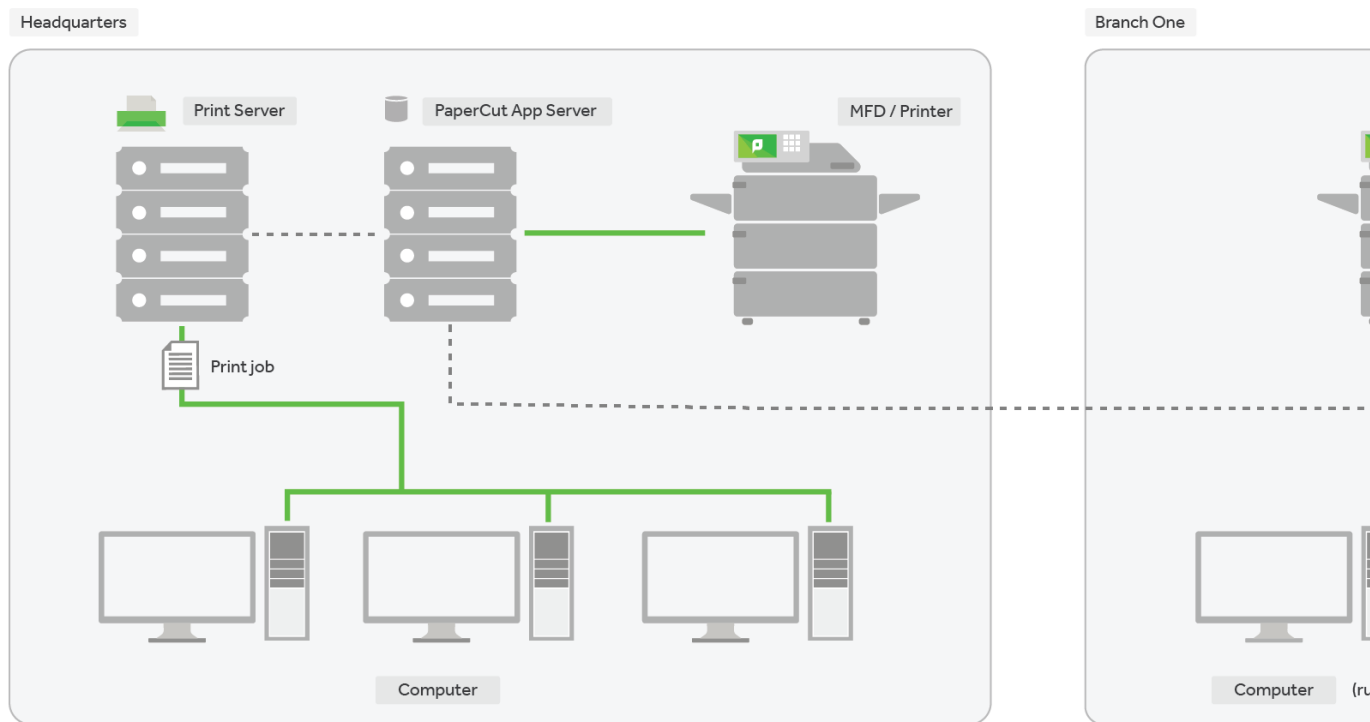 Headquarters
Branch One
Print Server
PaperCut App Server
MFD / Printer
Print job
Computer
Computer